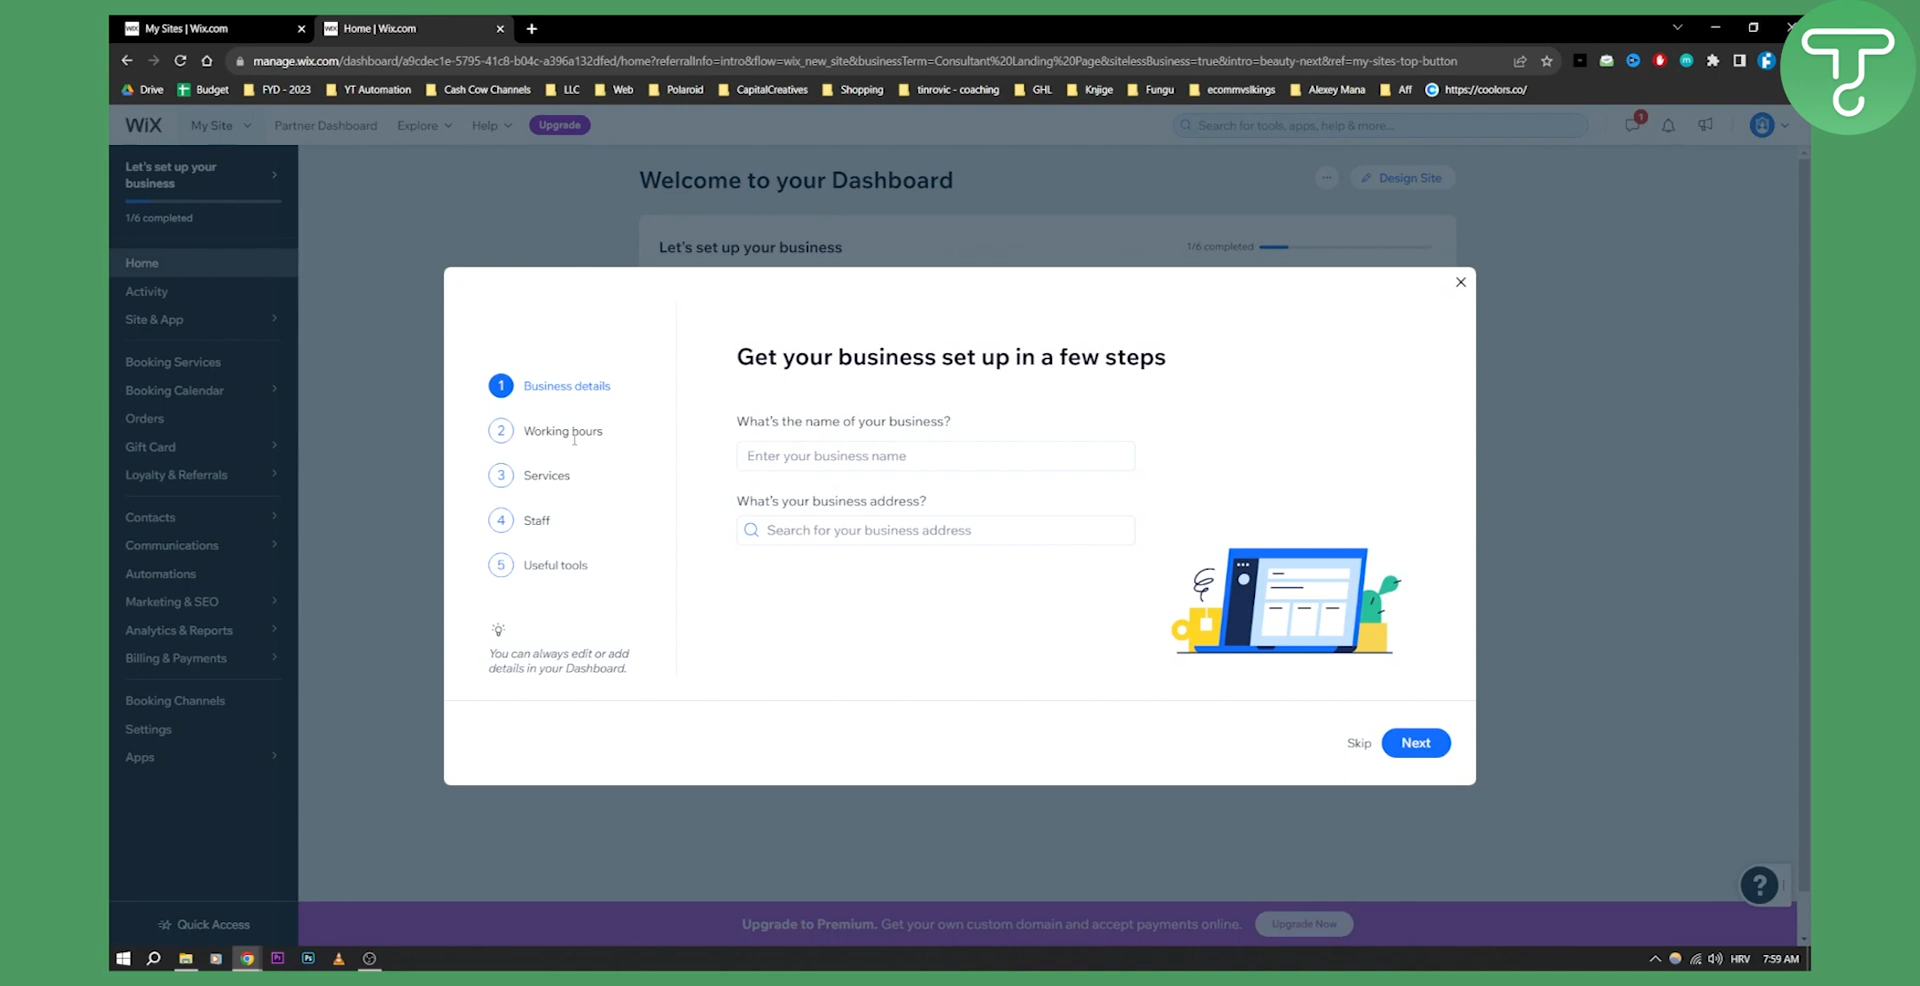 My Sites | Wix.com
Home | Wix.com
manage.wix.com/dashboard/a9cdec1e-5795-41c8-b04c-a396a132dfed/home?referralInfo=intro&flow=wix_new_site&businessTerm=Consultant%20Landing%20Page&sitelessBusiness=true&intro=beauty-next&ref=my-sites-top-button
Drive Budget FYD - 2023 YT Automation Cash Cow Channels LLC Web Polaroid CapitalCreatives Shopping tinrovic - coaching GHL Knjige Fungu ecommvslkings Alexey Mana Aff https://coolors.co/
WiX My Site Partner Dashboard Explore Help Upgrade Search for tools, apps, help & more... 1
Let's set up your
business
1/6 completed
Home
Activity
Site & App
Booking Services
Booking Calendar
Orders
Gift Card
Loyalty & Referrals
Contacts
Communications
Automations
Marketing & SEO
Analytics & Reports
Billing & Payments
Booking Channels
Settings
Apps
Quick Access
Welcome to your Dashboard
Design Site
Let's set up your business
1/6 completed
1 Business details
2 Working hours
3 Services
4 Staff
5 Useful tools
You can always edit or add
details in your Dashboard.
Get your business set up in a few steps
What's the name of your business?
Enter your business name
What's your business address?
Search for your business address
Skip
Next
?
Upgrade to Premium. Get your own custom domain and accept payments online. Upgrade Now
Pr Ps
HRV 7:59 AM